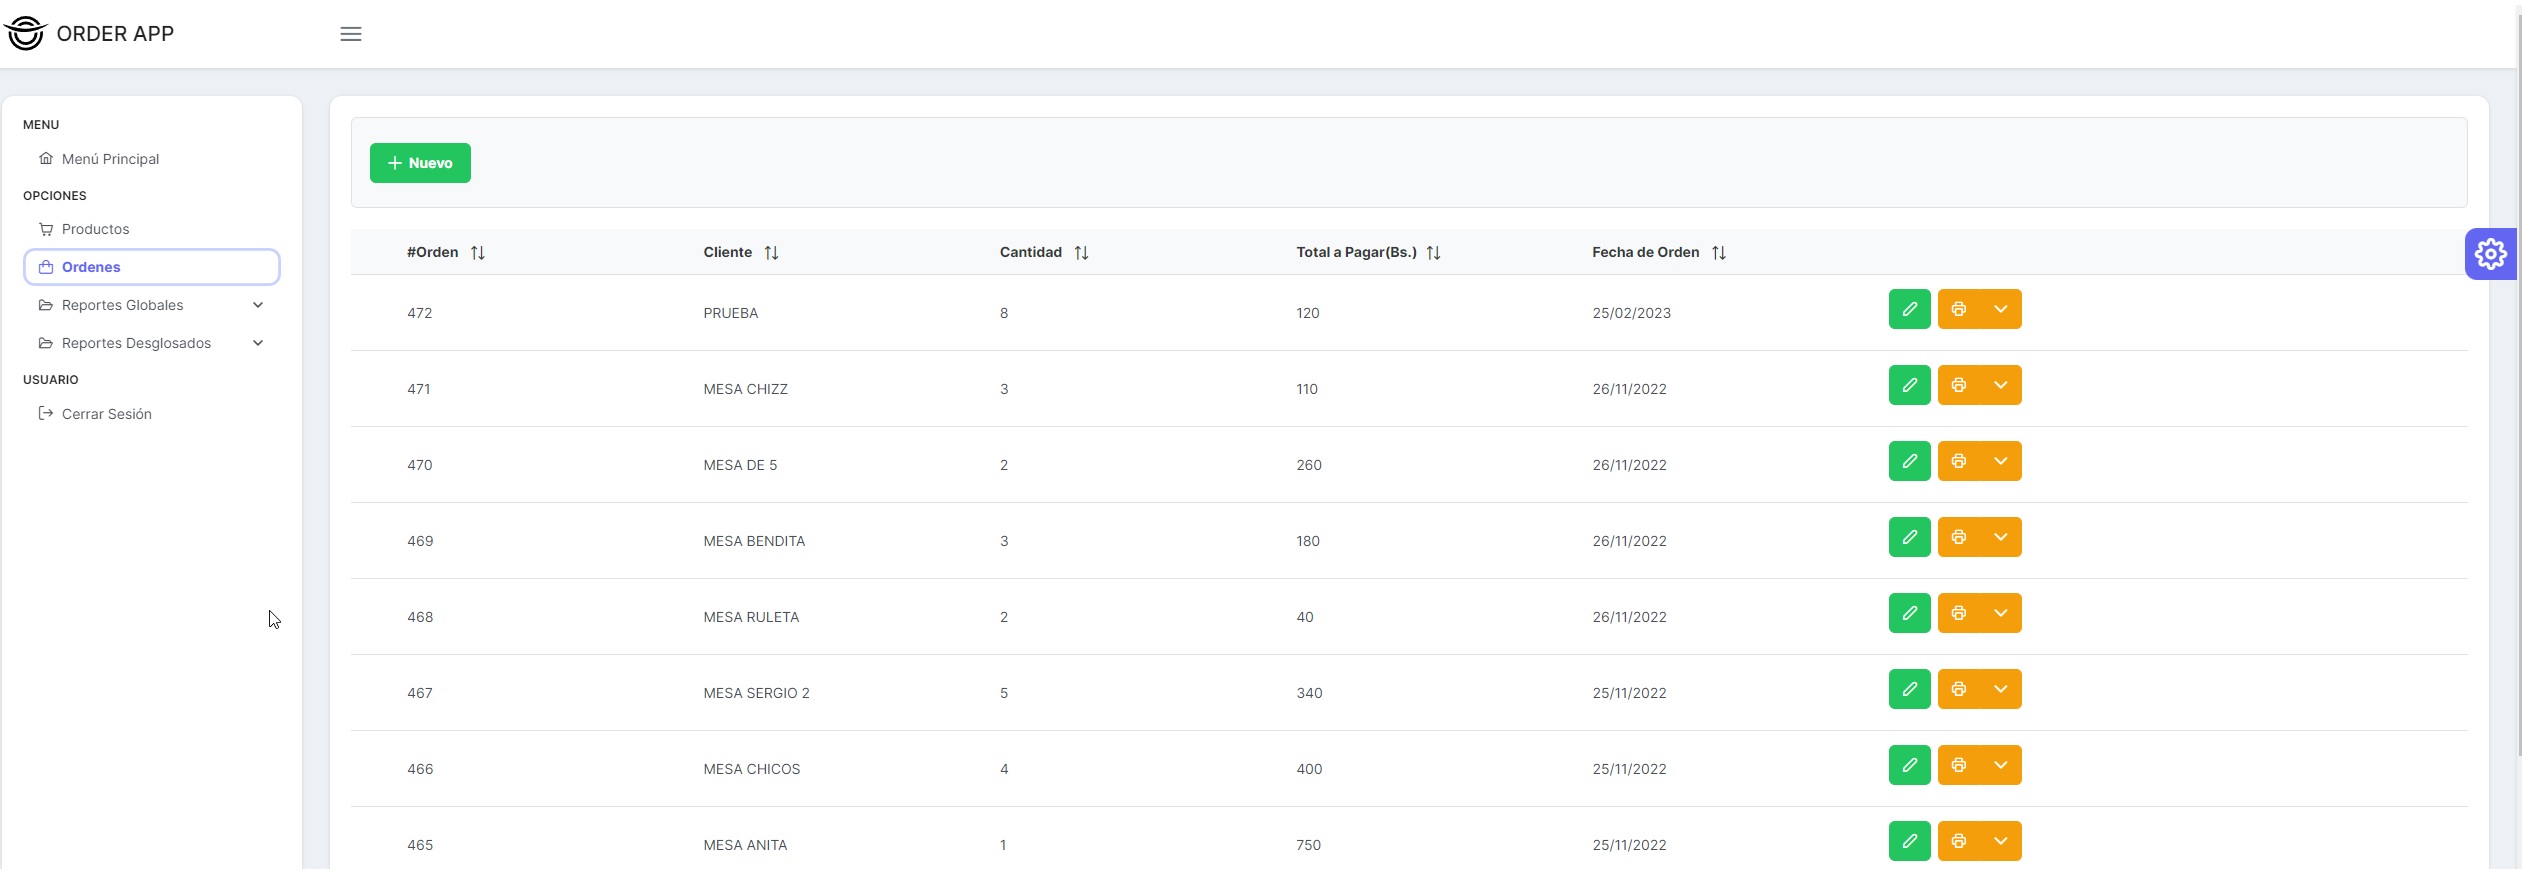 ORDER APP
MENU
Menú Principal
OPCIONES
Productos
Ordenes
Reportes Globales
Reportes Desglosados
USUARIO
Cerrar Sesión
Nuevo
#Orden Cliente Cantidad Total a Pagar(Bs.) Fecha de Orden
472 PRUEBA 8 120 25/02/2023
471 MESA CHIZZ 3 110 26/11/2022
470 MESA DE 5 2 260 26/11/2022
469 MESA BENDITA 3 180 26/11/2022
468 MESA RULETA 2 40 26/11/2022
467 MESA SERGIO 2 5 340 25/11/2022
466 MESA CHICOS 4 400 25/11/2022
465 MESA ANITA 1 750 25/11/2022